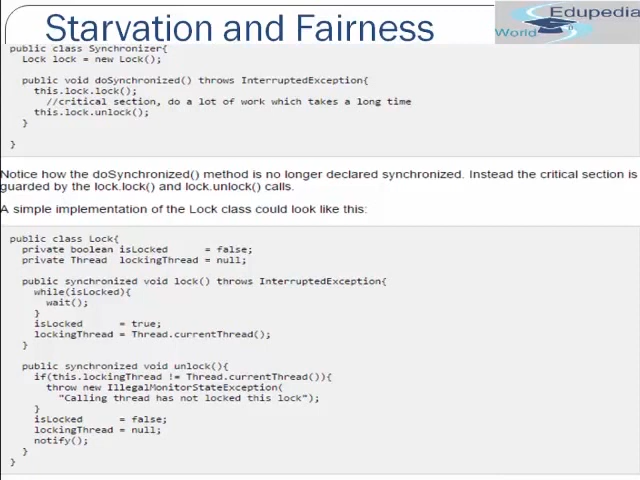 Starvation and Fairness
Edupedia
World
public class Synchronizer{
Lock lock = new Lock();
public void doSynchronized() throws InterruptedException{
this.lock.lock();
//critical section, do a lot of work which takes a long time
this.lock.unlock();
}
}
Notice how the doSynchronized() method is no longer declared synchronized. Instead the critical section is
guarded by the lock.lock() and lock.unlock() calls.
A simple implementation of the Lock class could look like this:
public class Lock{
private boolean isLocked      = false;
private Thread  lockingThread = null;
public synchronized void lock() throws InterruptedException{
while(isLocked){
wait();
}
isLocked      = true;
lockingThread = Thread.currentThread();
}
public synchronized void unlock(){
if(this.lockingThread != Thread.currentThread()){
throw new IllegalMonitorStateException(
"Calling thread has not locked this lock");
}
isLocked      = false;
lockingThread = null;
notify();
}
}